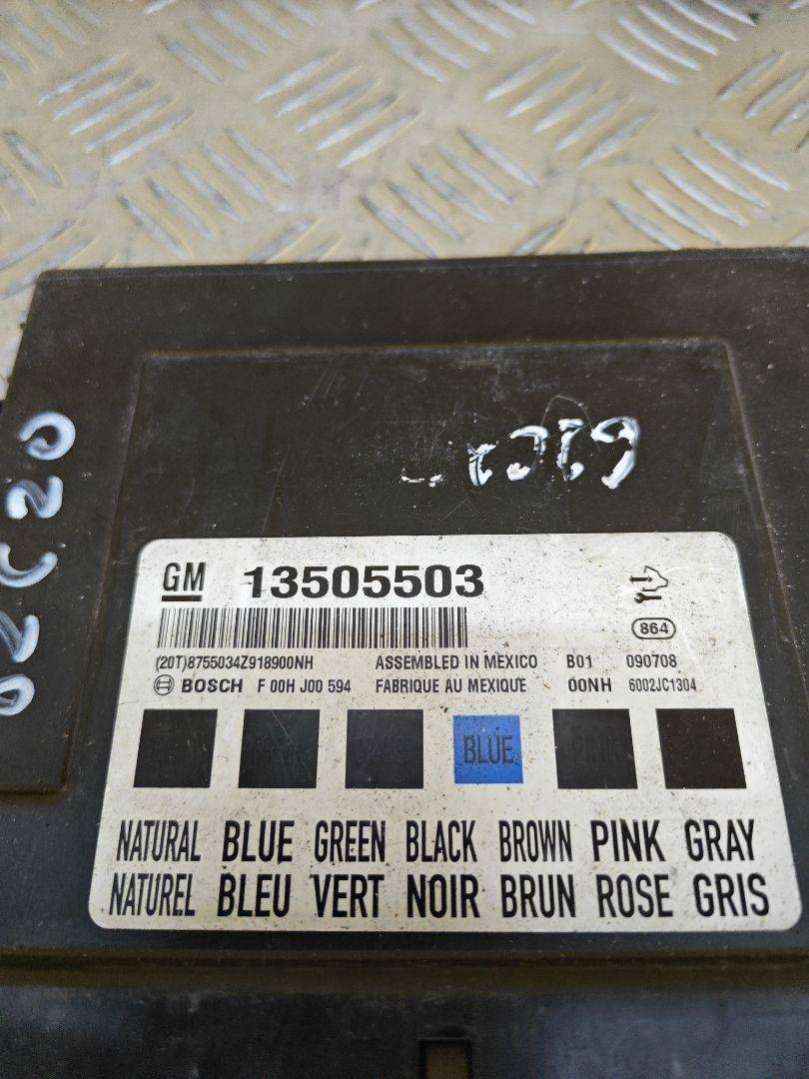 GM 13505503
864
(20T)8755034Z918900NH ASSEMBLED IN MEXICO B01 090708
BOSCH F 00H J00 594 FABRIQUE AU MEXIQUE 00NH 6002JC1304
BLUE
NATURAL BLUE GREEN BLACK BROWN PINK GRAY
NATUREL BLEU VERT NOIR BRUN ROSE GRIS